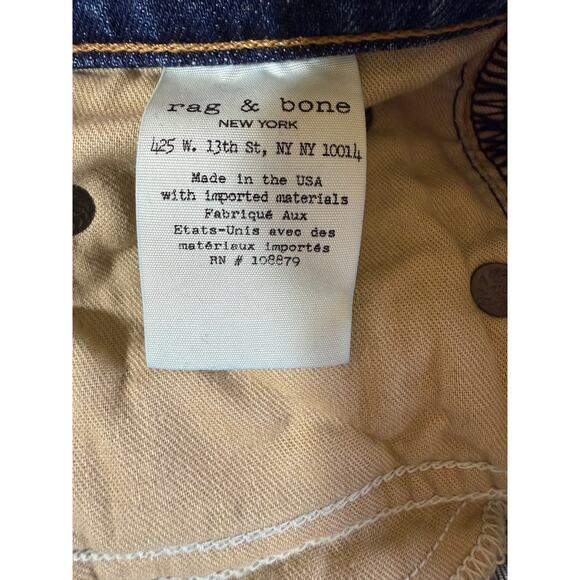 rag & bone
NEW YORK
425 W. 13th St, NY NY 10014
Made in the USA
with imported materials
Fabriqué Aux
Etats-Unis avec des
matériaux importés
RN # 108879